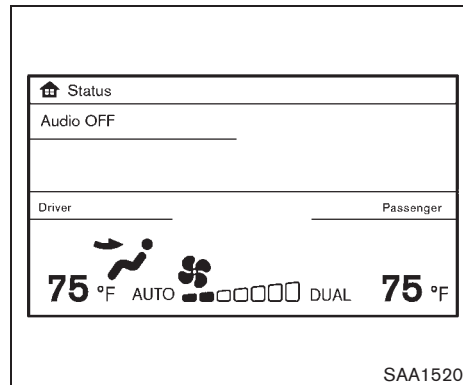 Status
Audio OFF
Driver Passenger
75 °F AUTO DUAL 75 °F
SAA1520